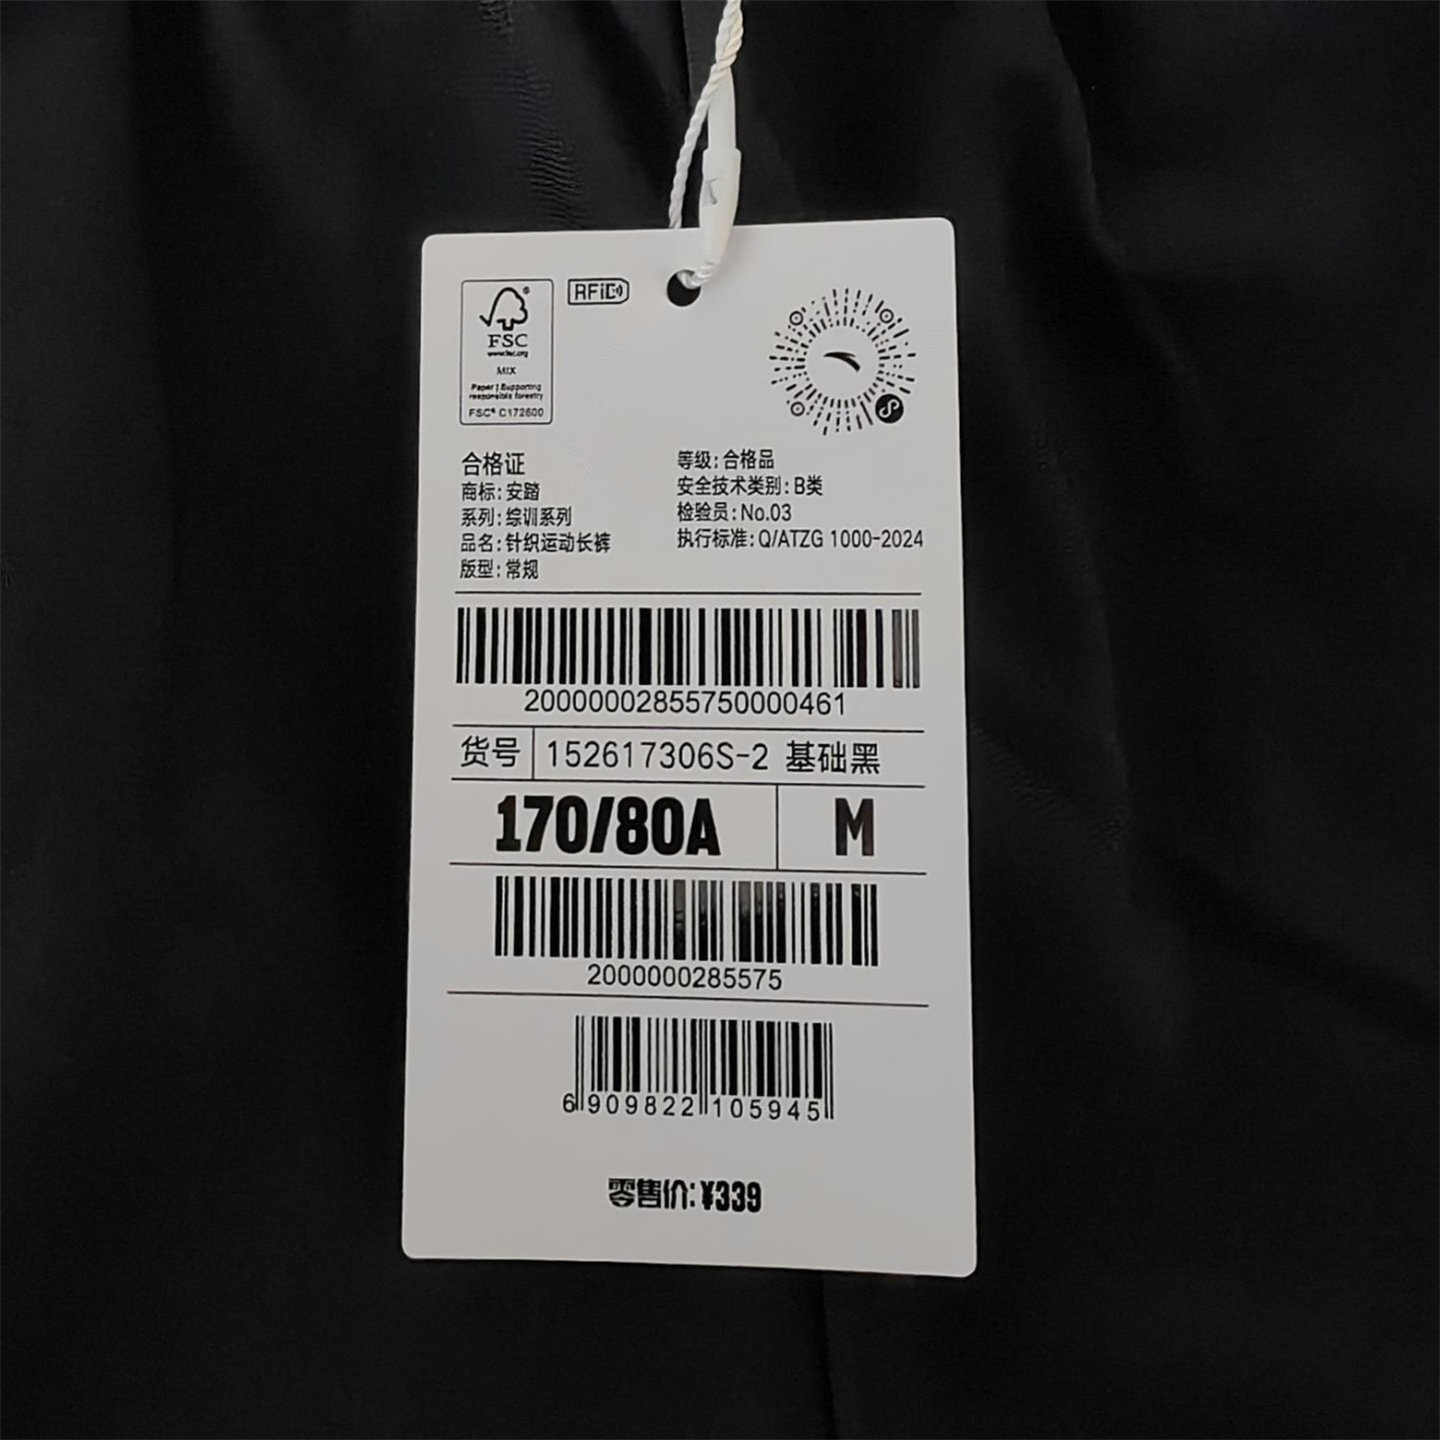 RFiD
FSC
www.fsc.org
MIX
Paper | Supporting
responsible forestry
FSC® C172600
合格证
商标: 安踏
系列: 综训系列
品名: 针织运动长裤
版型: 常规
等级: 合格品
安全技术类别: B类
检验员: No.03
执行标准: Q/ATZG 1000-2024
20000002855750000461
货号 152617306S-2 基础黑
170/80A M
2000000285575
6 909822 105945
零售价: ¥339